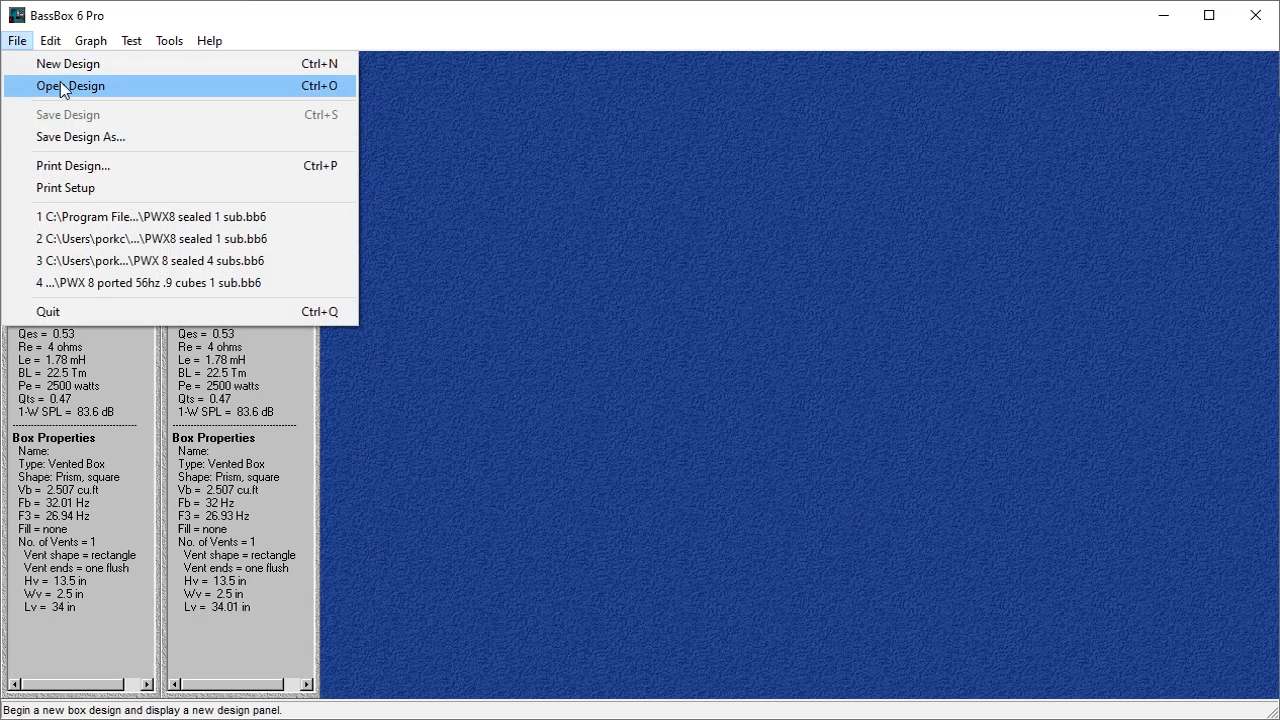 BassBox 6 Pro
File Edit Graph Test Tools Help
New Design Ctrl+N
Open Design Ctrl+O
Save Design Ctrl+S
Save Design As...
Print Design... Ctrl+P
Print Setup
1 C:\Program File...\PWX8 sealed 1 sub.bb6
2 C:\Users\porkc\...\PWX8 sealed 1 sub.bb6
3 C:\Users\pork...\PWX 8 sealed 4 subs.bb6
4 ...\PWX 8 ported 56hz .9 cubes 1 sub.bb6
Quit Ctrl+Q
Qes = 0.53
Re = 4 ohms
Le = 1.78 mH
BL = 22.5 Tm
Pe = 2500 watts
Qts = 0.47
1-W SPL = 83.6 dB
Box Properties
Name:
Type: Vented Box
Shape: Prism, square
Vb = 2.507 cu.ft
Fb = 32.01 Hz
F3 = 26.94 Hz
Fill = none
No. of Vents = 1
Vent shape = rectangle
Vent ends = one flush
Hv = 13.5 in
Wv = 2.5 in
Lv = 34 in
Qes = 0.53
Re = 4 ohms
Le = 1.78 mH
BL = 22.5 Tm
Pe = 2500 watts
Qts = 0.47
1-W SPL = 83.6 dB
Box Properties
Name:
Type: Vented Box
Shape: Prism, square
Vb = 2.507 cu.ft
Fb = 32 Hz
F3 = 26.93 Hz
Fill = none
No. of Vents = 1
Vent shape = rectangle
Vent ends = one flush
Hv = 13.5 in
Wv = 2.5 in
Lv = 34.01 in
Begin a new box design and display a new design panel.